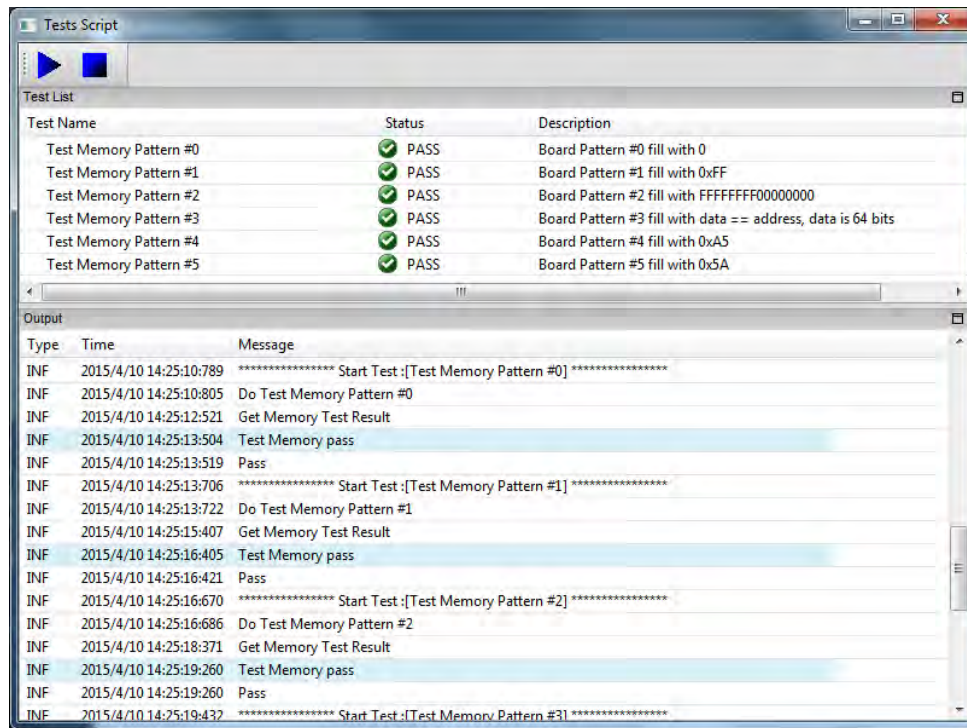 Tests Script
Test List
Test Name Status Description
Test Memory Pattern #0 PASS Board Pattern #0 fill with 0
Test Memory Pattern #1 PASS Board Pattern #1 fill with 0xFF
Test Memory Pattern #2 PASS Board Pattern #2 fill with FFFFFFFF00000000
Test Memory Pattern #3 PASS Board Pattern #3 fill with data == address, data is 64 bits
Test Memory Pattern #4 PASS Board Pattern #4 fill with 0xA5
Test Memory Pattern #5 PASS Board Pattern #5 fill with 0x5A
Output
Type Time Message
INF 2015/4/10 14:25:10:789 **************** Start Test :[Test Memory Pattern #0] ****************
INF 2015/4/10 14:25:10:805 Do Test Memory Pattern #0
INF 2015/4/10 14:25:12:521 Get Memory Test Result
INF 2015/4/10 14:25:13:504 Test Memory pass
INF 2015/4/10 14:25:13:519 Pass
INF 2015/4/10 14:25:13:706 **************** Start Test :[Test Memory Pattern #1] ****************
INF 2015/4/10 14:25:13:722 Do Test Memory Pattern #1
INF 2015/4/10 14:25:15:407 Get Memory Test Result
INF 2015/4/10 14:25:16:405 Test Memory pass
INF 2015/4/10 14:25:16:421 Pass
INF 2015/4/10 14:25:16:670 **************** Start Test :[Test Memory Pattern #2] ****************
INF 2015/4/10 14:25:16:686 Do Test Memory Pattern #2
INF 2015/4/10 14:25:18:371 Get Memory Test Result
INF 2015/4/10 14:25:19:260 Test Memory pass
INF 2015/4/10 14:25:19:260 Pass
INF 2015/4/10 14:25:19:432 **************** Start Test :[Test Memory Pattern #3] ****************